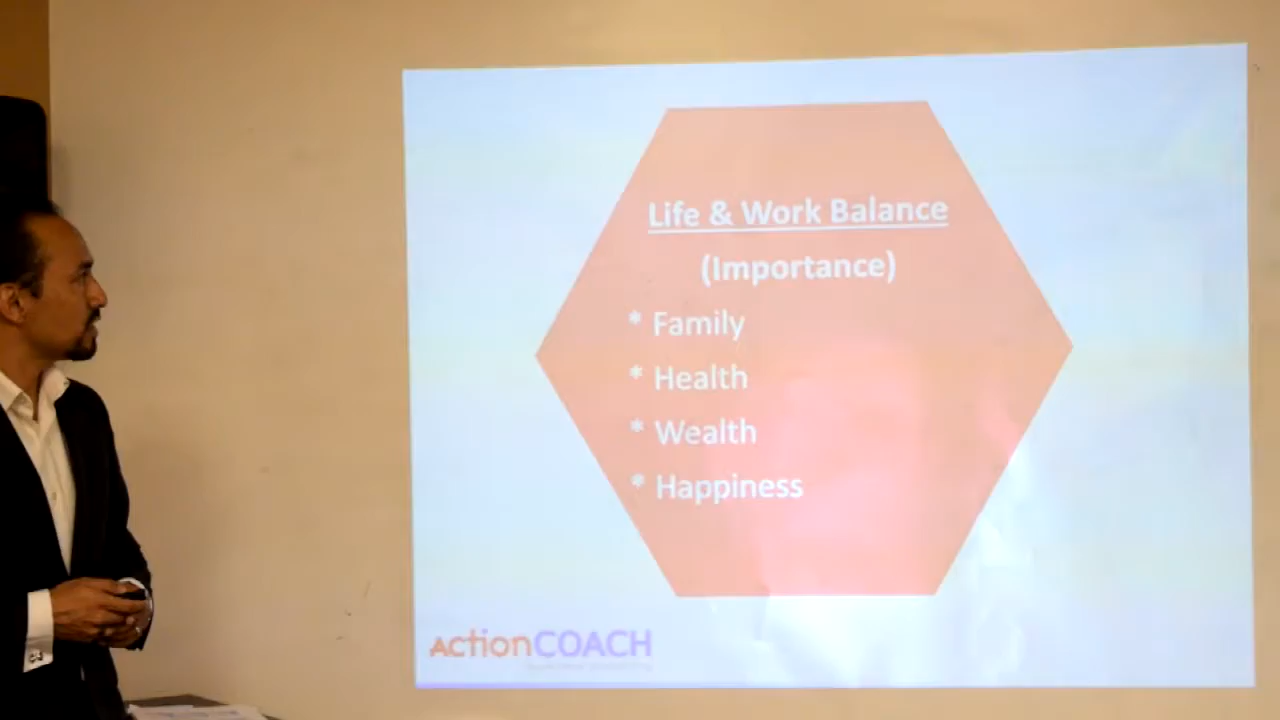 Life & Work Balance
(Importance)
* Family
* Health
* Wealth
* Happiness
ActionCOACH